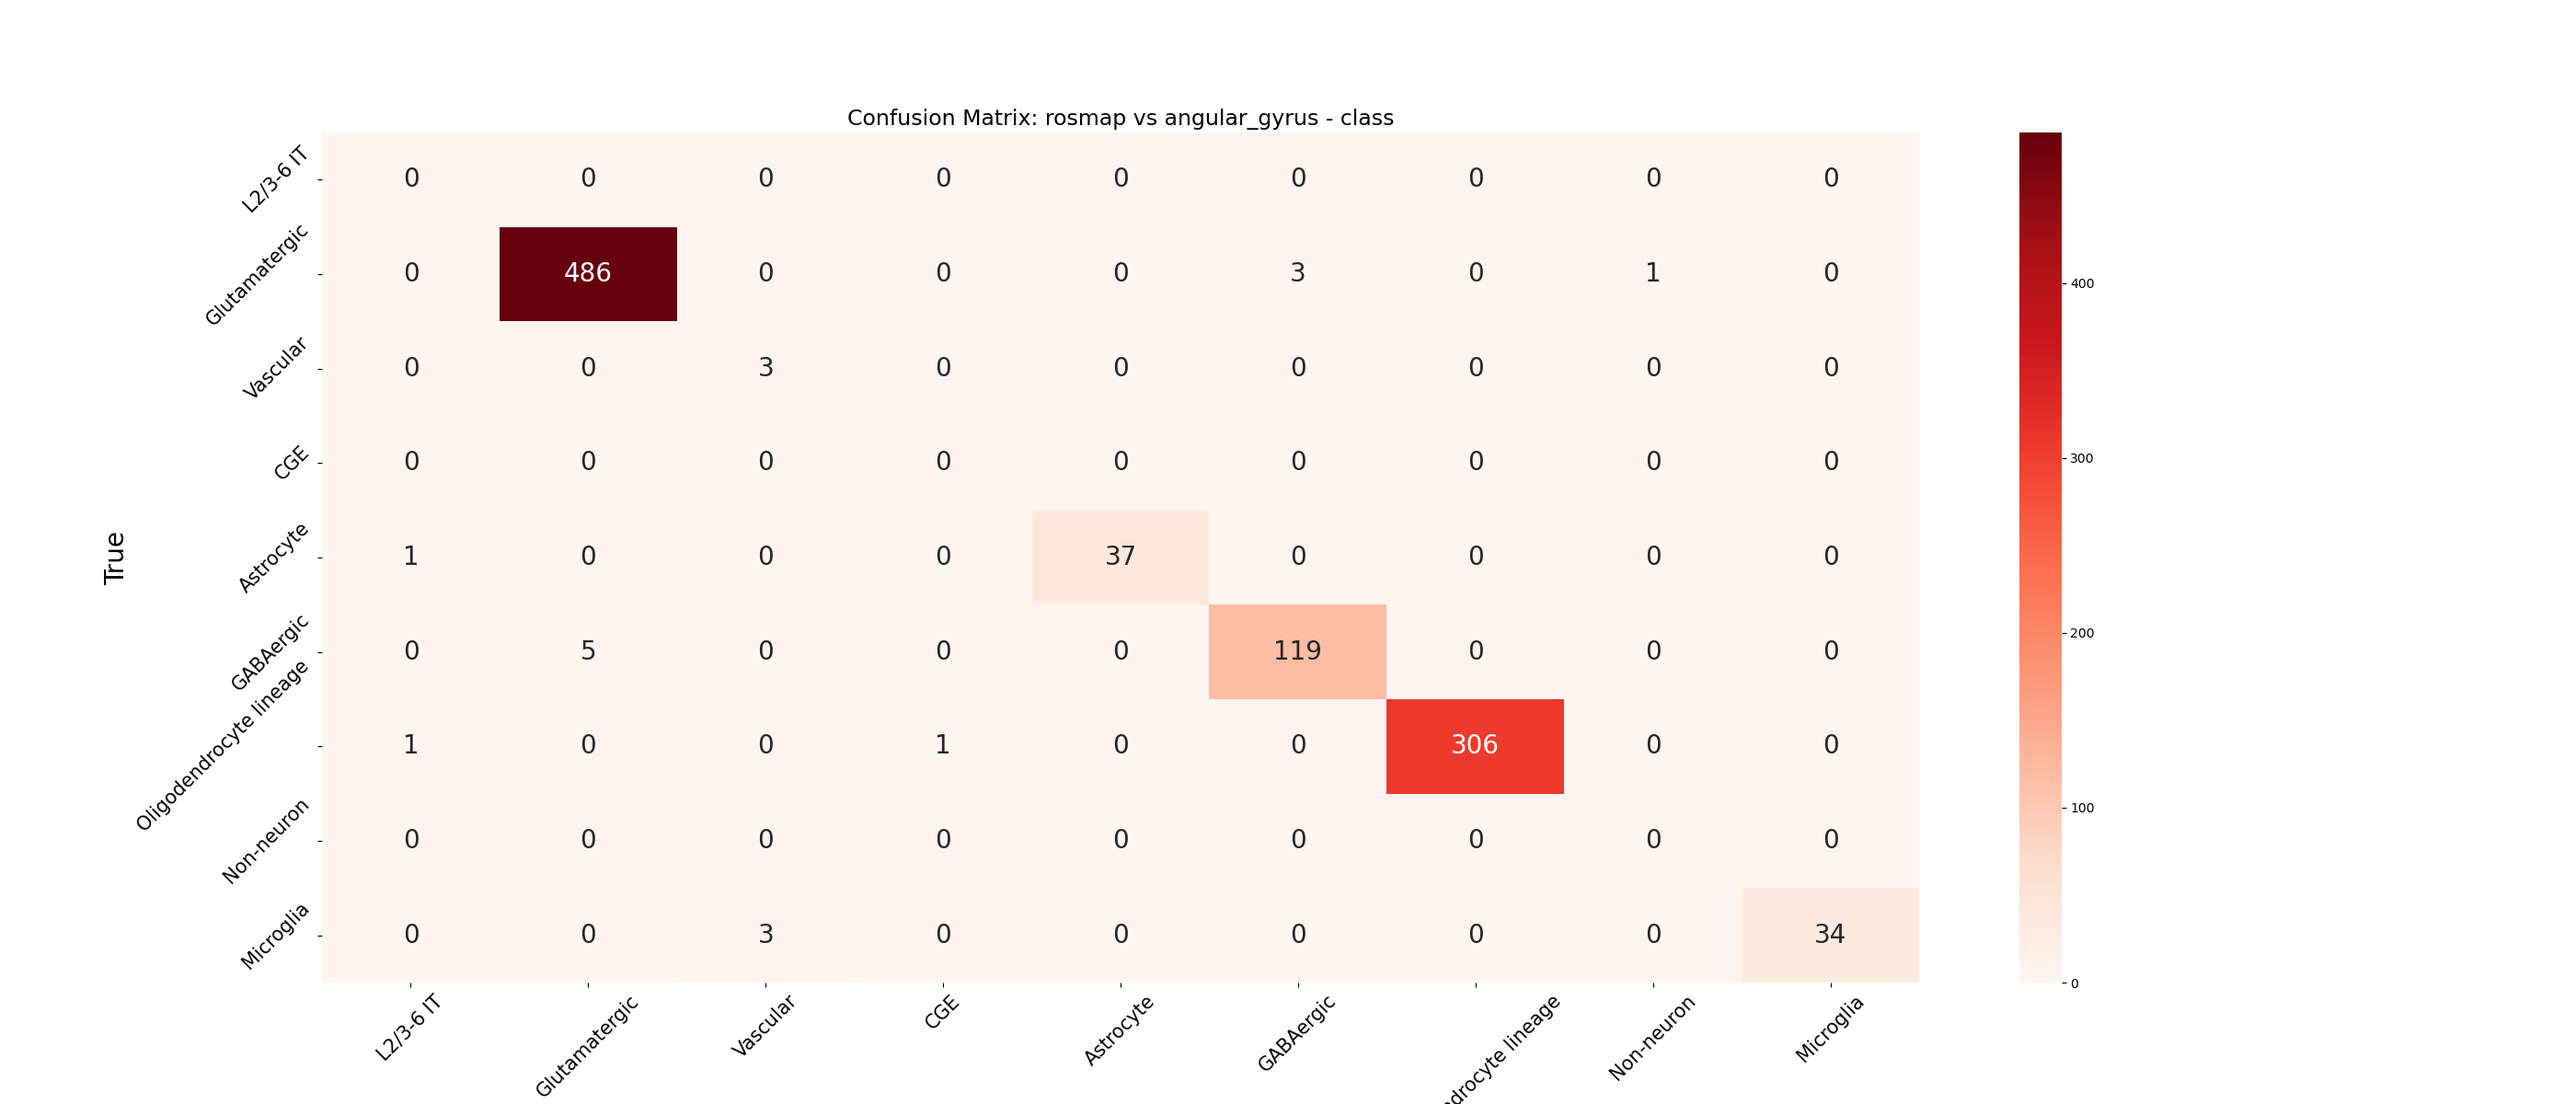 Confusion Matrix: rosmap vs angular_gyrus - class
True
L2/3-6 IT 0 0 0 0 0 0 0 0 0
Glutamatergic 0 486 0 0 0 3 0 1 0
Vascular 0 0 3 0 0 0 0 0 0
CGE 0 0 0 0 0 0 0 0 0
Astrocyte 1 0 0 0 37 0 0 0 0
GABAergic 0 5 0 0 0 119 0 0 0
Oligodendrocyte lineage 1 0 0 1 0 0 306 0 0
Non-neuron 0 0 0 0 0 0 0 0 0
Microglia 0 0 3 0 0 0 0 0 34
L2/3-6 IT Glutamatergic Vascular CGE Astrocyte GABAergic ndrocyte lineage Non-neuron Microglia
400
300
200
100
0